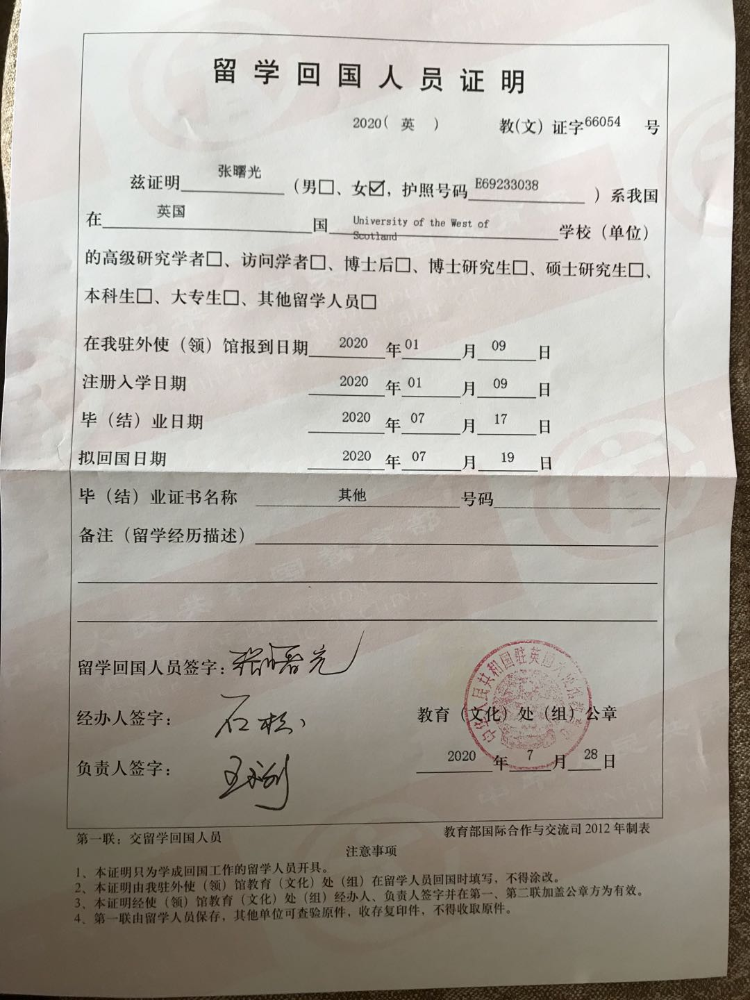 留学回国人员证明
2020( 英 ) 教(文)证字66054 号
兹证明 张曙光 （男□、女☑，护照号码 E69233038 ）系我国
在 英国 国 University of the West of Scotland 学校（单位）
的高级研究学者□、访问学者□、博士后□、博士研究生□、硕士研究生□、
本科生□、大专生□、其他留学人员□
在我驻外使（领）馆报到日期 2020 年 01 月 09 日
注册入学日期 2020 年 01 月 09 日
毕（结）业日期 2020 年 07 月 17 日
拟回国日期 2020 年 07 月 19 日
毕（结）业证书名称 其他 号码
备注（留学经历描述）
留学回国人员签字：张曙光
经办人签字：石松
教育（文化）处（组）公章
负责人签字：
2020 年 7 月 28 日
中华人民共和国驻英国大使馆
第一联：交留学回国人员 教育部国际合作与交流司 2012 年制表
注意事项
1、本证明只为学成回国工作的留学人员开具。
2、本证明由我驻外使（领）馆教育（文化）处（组）在留学人员回国时填写，不得涂改。
3、本证明经使（领）馆教育（文化）处（组）经办人、负责人签字并在第一、第二联加盖公章方为有效。
4、第一联由留学人员保存，其他单位可查验原件，收存复印件，不得收取原件。